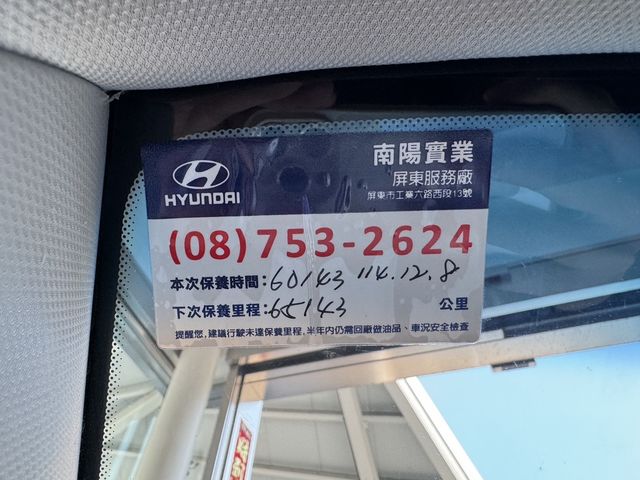 HYUNDAI
南陽實業
屏東服務廠
屏東市工業六路西段13號
(08)753-2624
本次保養時間:60143 114.12.8
下次保養里程:65143 公里
提醒您,建議行駛未達保養里程,半年內仍需回廠做油品、車況安全檢查